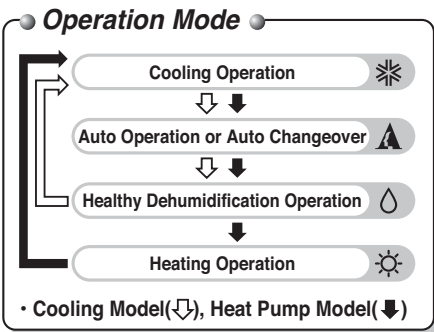 Operation Mode
Cooling Operation
Auto Operation or Auto Changeover
Healthy Dehumidification Operation
Heating Operation
• Cooling Model(⇩), Heat Pump Model(⬇)